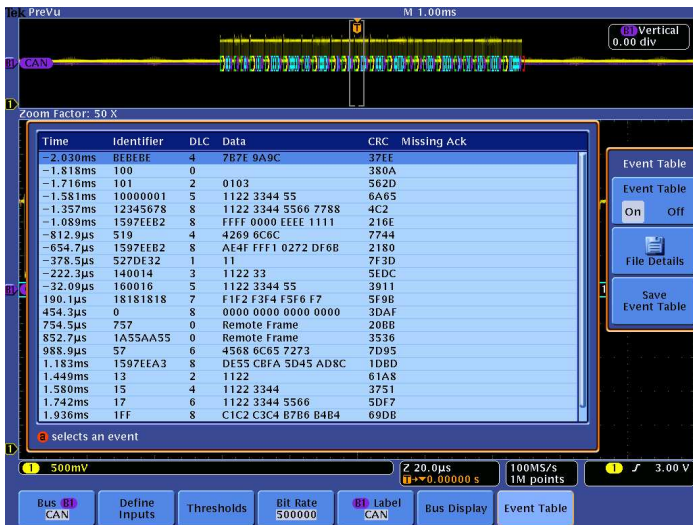 Tek PreVu M 1.00ms
B1 Vertical
0.00 div
B1 CAN
1
Zoom Factor: 50 X
Time Identifier DLC Data CRC Missing Ack
-2.030ms BEBEBE 4 7B7E 9A9C 37EE
-1.818ms 100 0 380A
-1.716ms 101 2 0103 562D
-1.581ms 10000001 5 1122 3344 55 6A65
-1.357ms 12345678 8 1122 3344 5566 7788 4C2
-1.089ms 1597EEB2 8 FFFF 0000 EEEE 1111 216E
-812.9µs 519 4 4269 6C6C 7744
-654.7µs 1597EEB2 8 AE4F FFF1 0272 DF6B 2180
-378.5µs 527DE32 1 11 7F3D
-222.3µs 140014 3 1122 33 5EDC
-32.09µs 160016 5 1122 3344 55 3911
190.1µs 18181818 7 F1F2 F3F4 F5F6 F7 5F9B
454.3µs 0 8 0000 0000 0000 0000 3DAF
754.5µs 757 0 Remote Frame 20BB
852.7µs 1A55AA55 0 Remote Frame 3536
988.9µs 57 6 4568 6C65 7273 7D95
1.183ms 1597EEA3 8 DE55 CBFA 5D45 AD8C 1DBD
1.449ms 13 2 1122 61A8
1.580ms 15 4 1122 3344 3751
1.742ms 17 6 1122 3344 5566 5DF7
1.936ms 1FF 8 C1C2 C3C4 B7B6 B4B4 69DB
a selects an event
Event Table
Event Table
On Off
File Details
Save
Event Table
1
1 500mV
Z 20.0µs
T→▼0.00000 s
100MS/s
1M points
1 3.00 V
Bus B1
CAN
Define
Inputs
Thresholds
Bit Rate
500000
B1 Label
CAN
Bus Display
Event Table